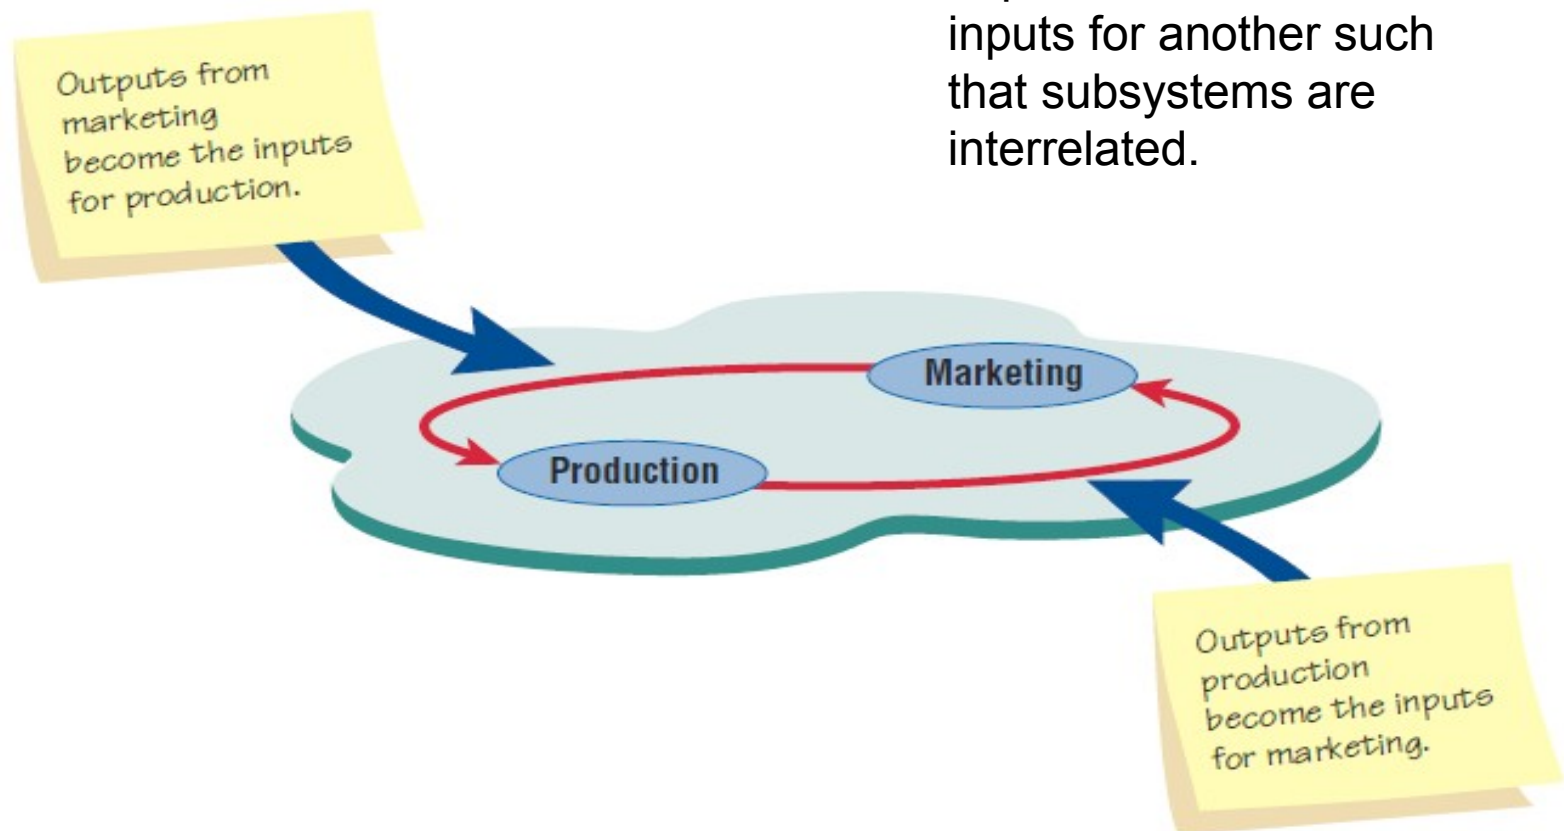 inputs for another such
that subsystems are
interrelated.
Outputs from
marketing
become the inputs
for production.
Marketing
Production
Outputs from
production
become the inputs
for marketing.